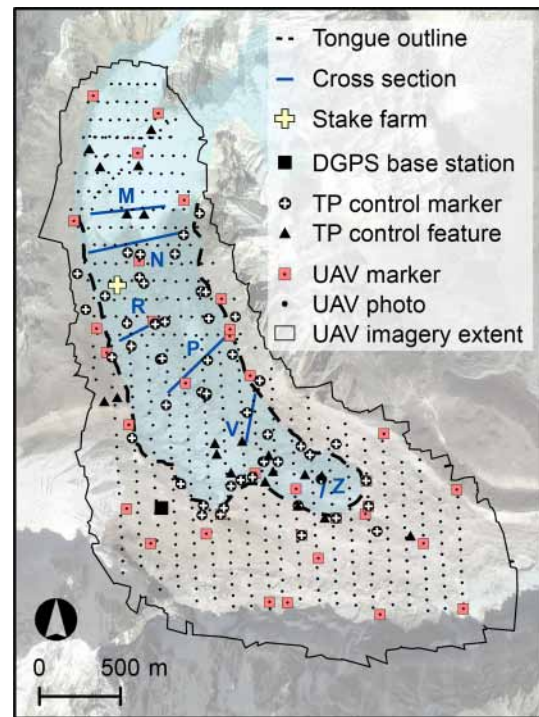 Tongue outline
Cross section
Stake farm
DGPS base station
TP control marker
TP control feature
UAV marker
UAV photo
UAV imagery extent
M
N
R
P
V
Z
0 500 m